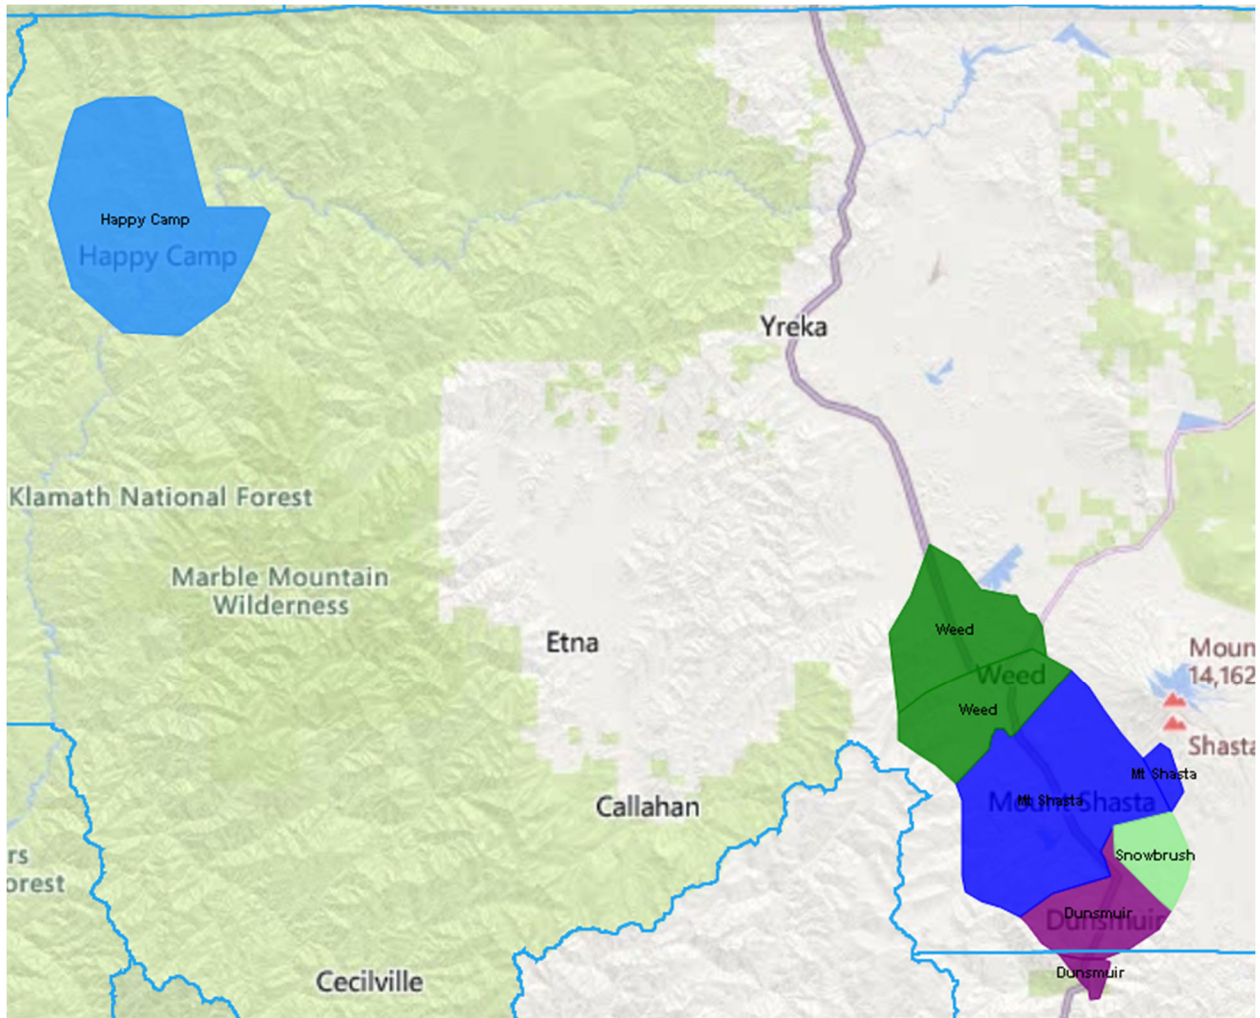 Happy Camp
Happy Camp
Yreka
Klamath National Forest
Marble Mountain
Wilderness
Etna
Weed
Weed
Weed
Moun
14,162
Shasta
Mt Shasta
Mount Shasta
Mt Shasta
Callahan
rs
orest
Snowbrush
Dunsmuir
Dunsmuir
Dunsmuir
Cecilville